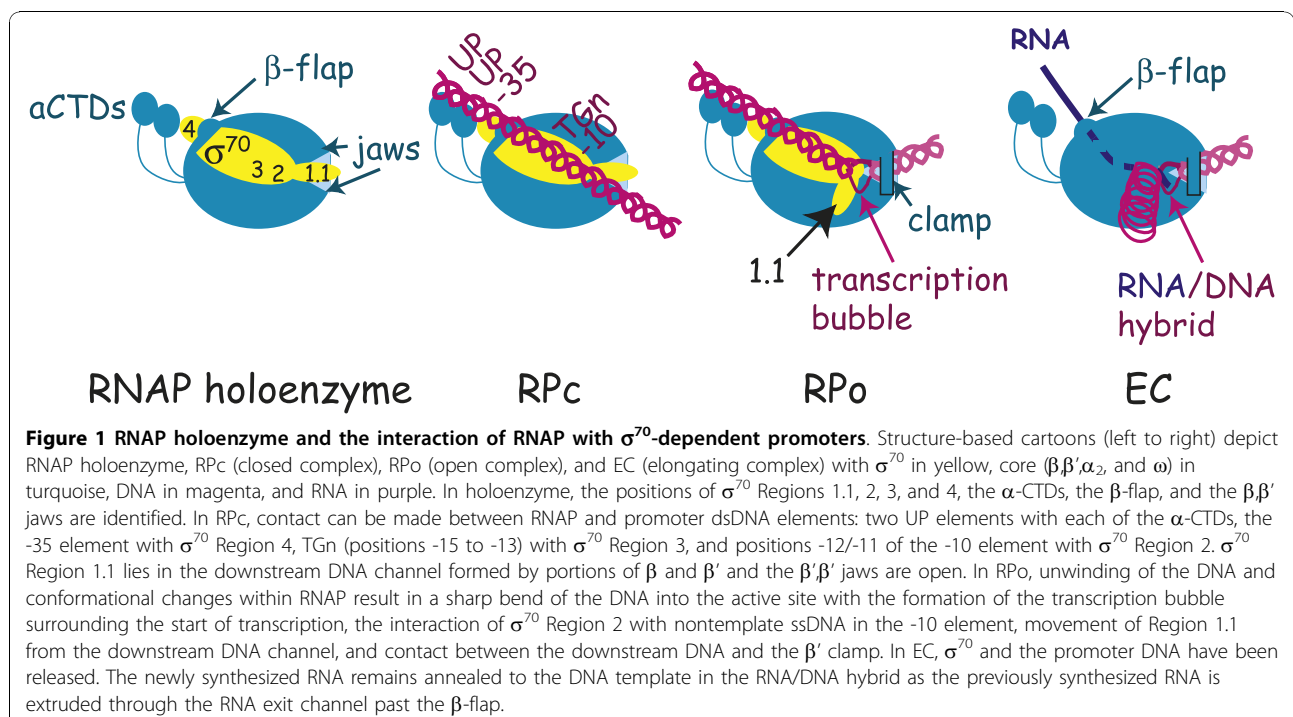 β-flap
aCTDs
4
σ70
3 2 1.1
jaws
UP
UP
-35
TGn
-10
1.1
clamp
transcription
bubble
RNA
β-flap
RNA/DNA
hybrid
RNAP holoenzyme
RPc
RPo
EC
Figure 1 RNAP holoenzyme and the interaction of RNAP with σ70-dependent promoters. Structure-based cartoons (left to right) depict
RNAP holoenzyme, RPc (closed complex), RPo (open complex), and EC (elongating complex) with σ70 in yellow, core (β,β′,α2, and ω) in
turquoise, DNA in magenta, and RNA in purple. In holoenzyme, the positions of σ70 Regions 1.1, 2, 3, and 4, the α-CTDs, the β-flap, and the β,β′
jaws are identified. In RPc, contact can be made between RNAP and promoter dsDNA elements: two UP elements with each of the α-CTDs, the
-35 element with σ70 Region 4, TGn (positions -15 to -13) with σ70 Region 3, and positions -12/-11 of the -10 element with σ70 Region 2. σ70
Region 1.1 lies in the downstream DNA channel formed by portions of β and β′ and the β′,β′ jaws are open. In RPo, unwinding of the DNA and
conformational changes within RNAP result in a sharp bend of the DNA into the active site with the formation of the transcription bubble
surrounding the start of transcription, the interaction of σ70 Region 2 with nontemplate ssDNA in the -10 element, movement of Region 1.1
from the downstream DNA channel, and contact between the downstream DNA and the β′ clamp. In EC, σ70 and the promoter DNA have been
released. The newly synthesized RNA remains annealed to the DNA template in the RNA/DNA hybrid as the previously synthesized RNA is
extruded through the RNA exit channel past the β-flap.